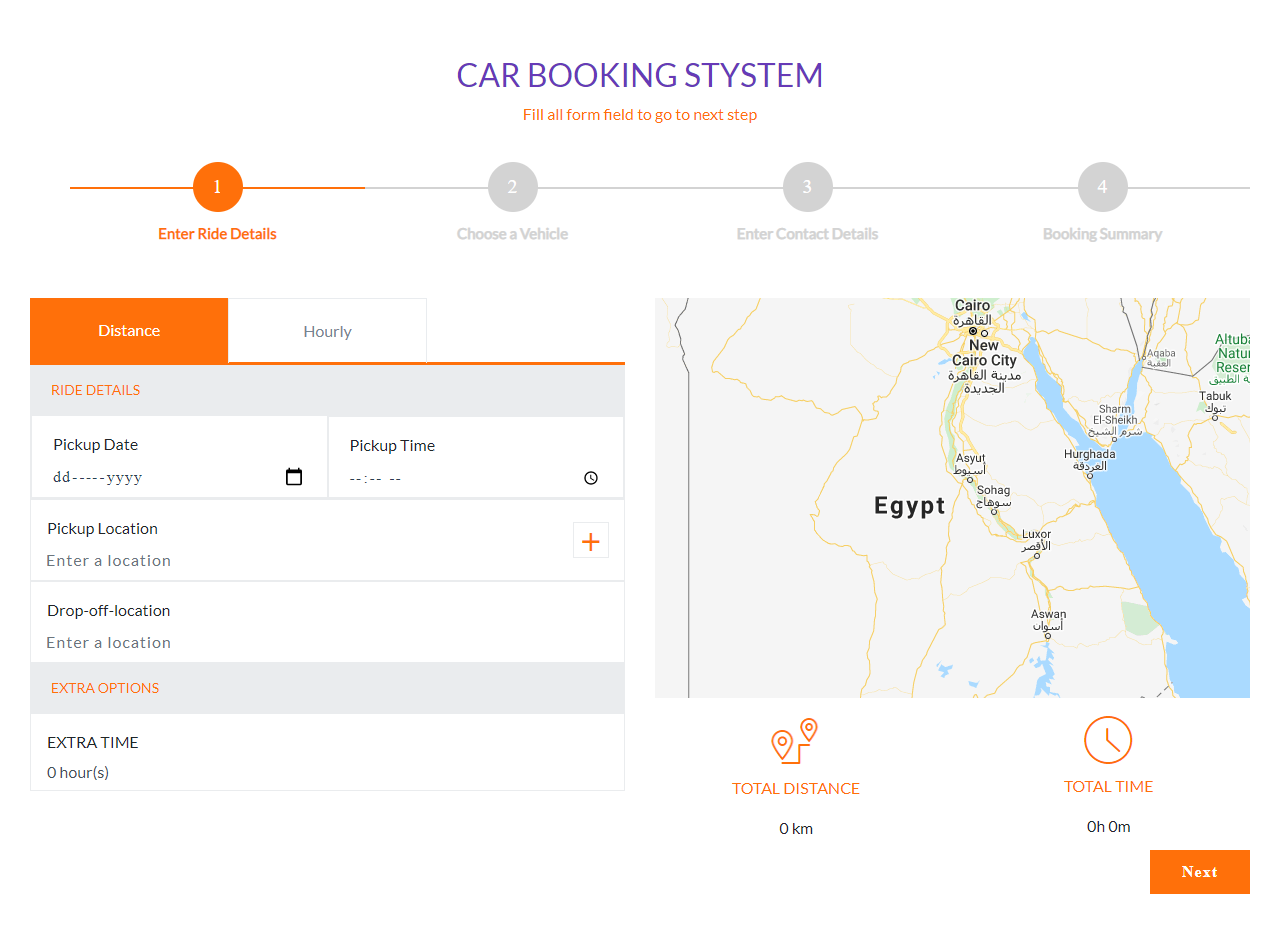 CAR BOOKING STYSTEM
Fill all form field to go to next step
1
2
3
4
Enter Ride Details
Choose a Vehicle
Enter Contact Details
Booking Summary
Distance
Hourly
RIDE DETAILS
Pickup Date
Pickup Time
dd-----yyyy
--:-- --
Pickup Location
Enter a location
Drop-off-location
Enter a location
EXTRA OPTIONS
EXTRA TIME
0 hour(s)
Cairo
القاهرة
New
Cairo City
مدينة القاهرة
الجديدة
Aqaba
العقبة
Tabuk
تبوك
Sharm
El-Sheikh
شرم الشيخ
Hurghada
الغردقة
Asyut
أسيوط
Sohag
سوهاج
Egypt
Luxor
الأقصر
Aswan
أسوان
TOTAL DISTANCE
0 km
TOTAL TIME
0h 0m
Next